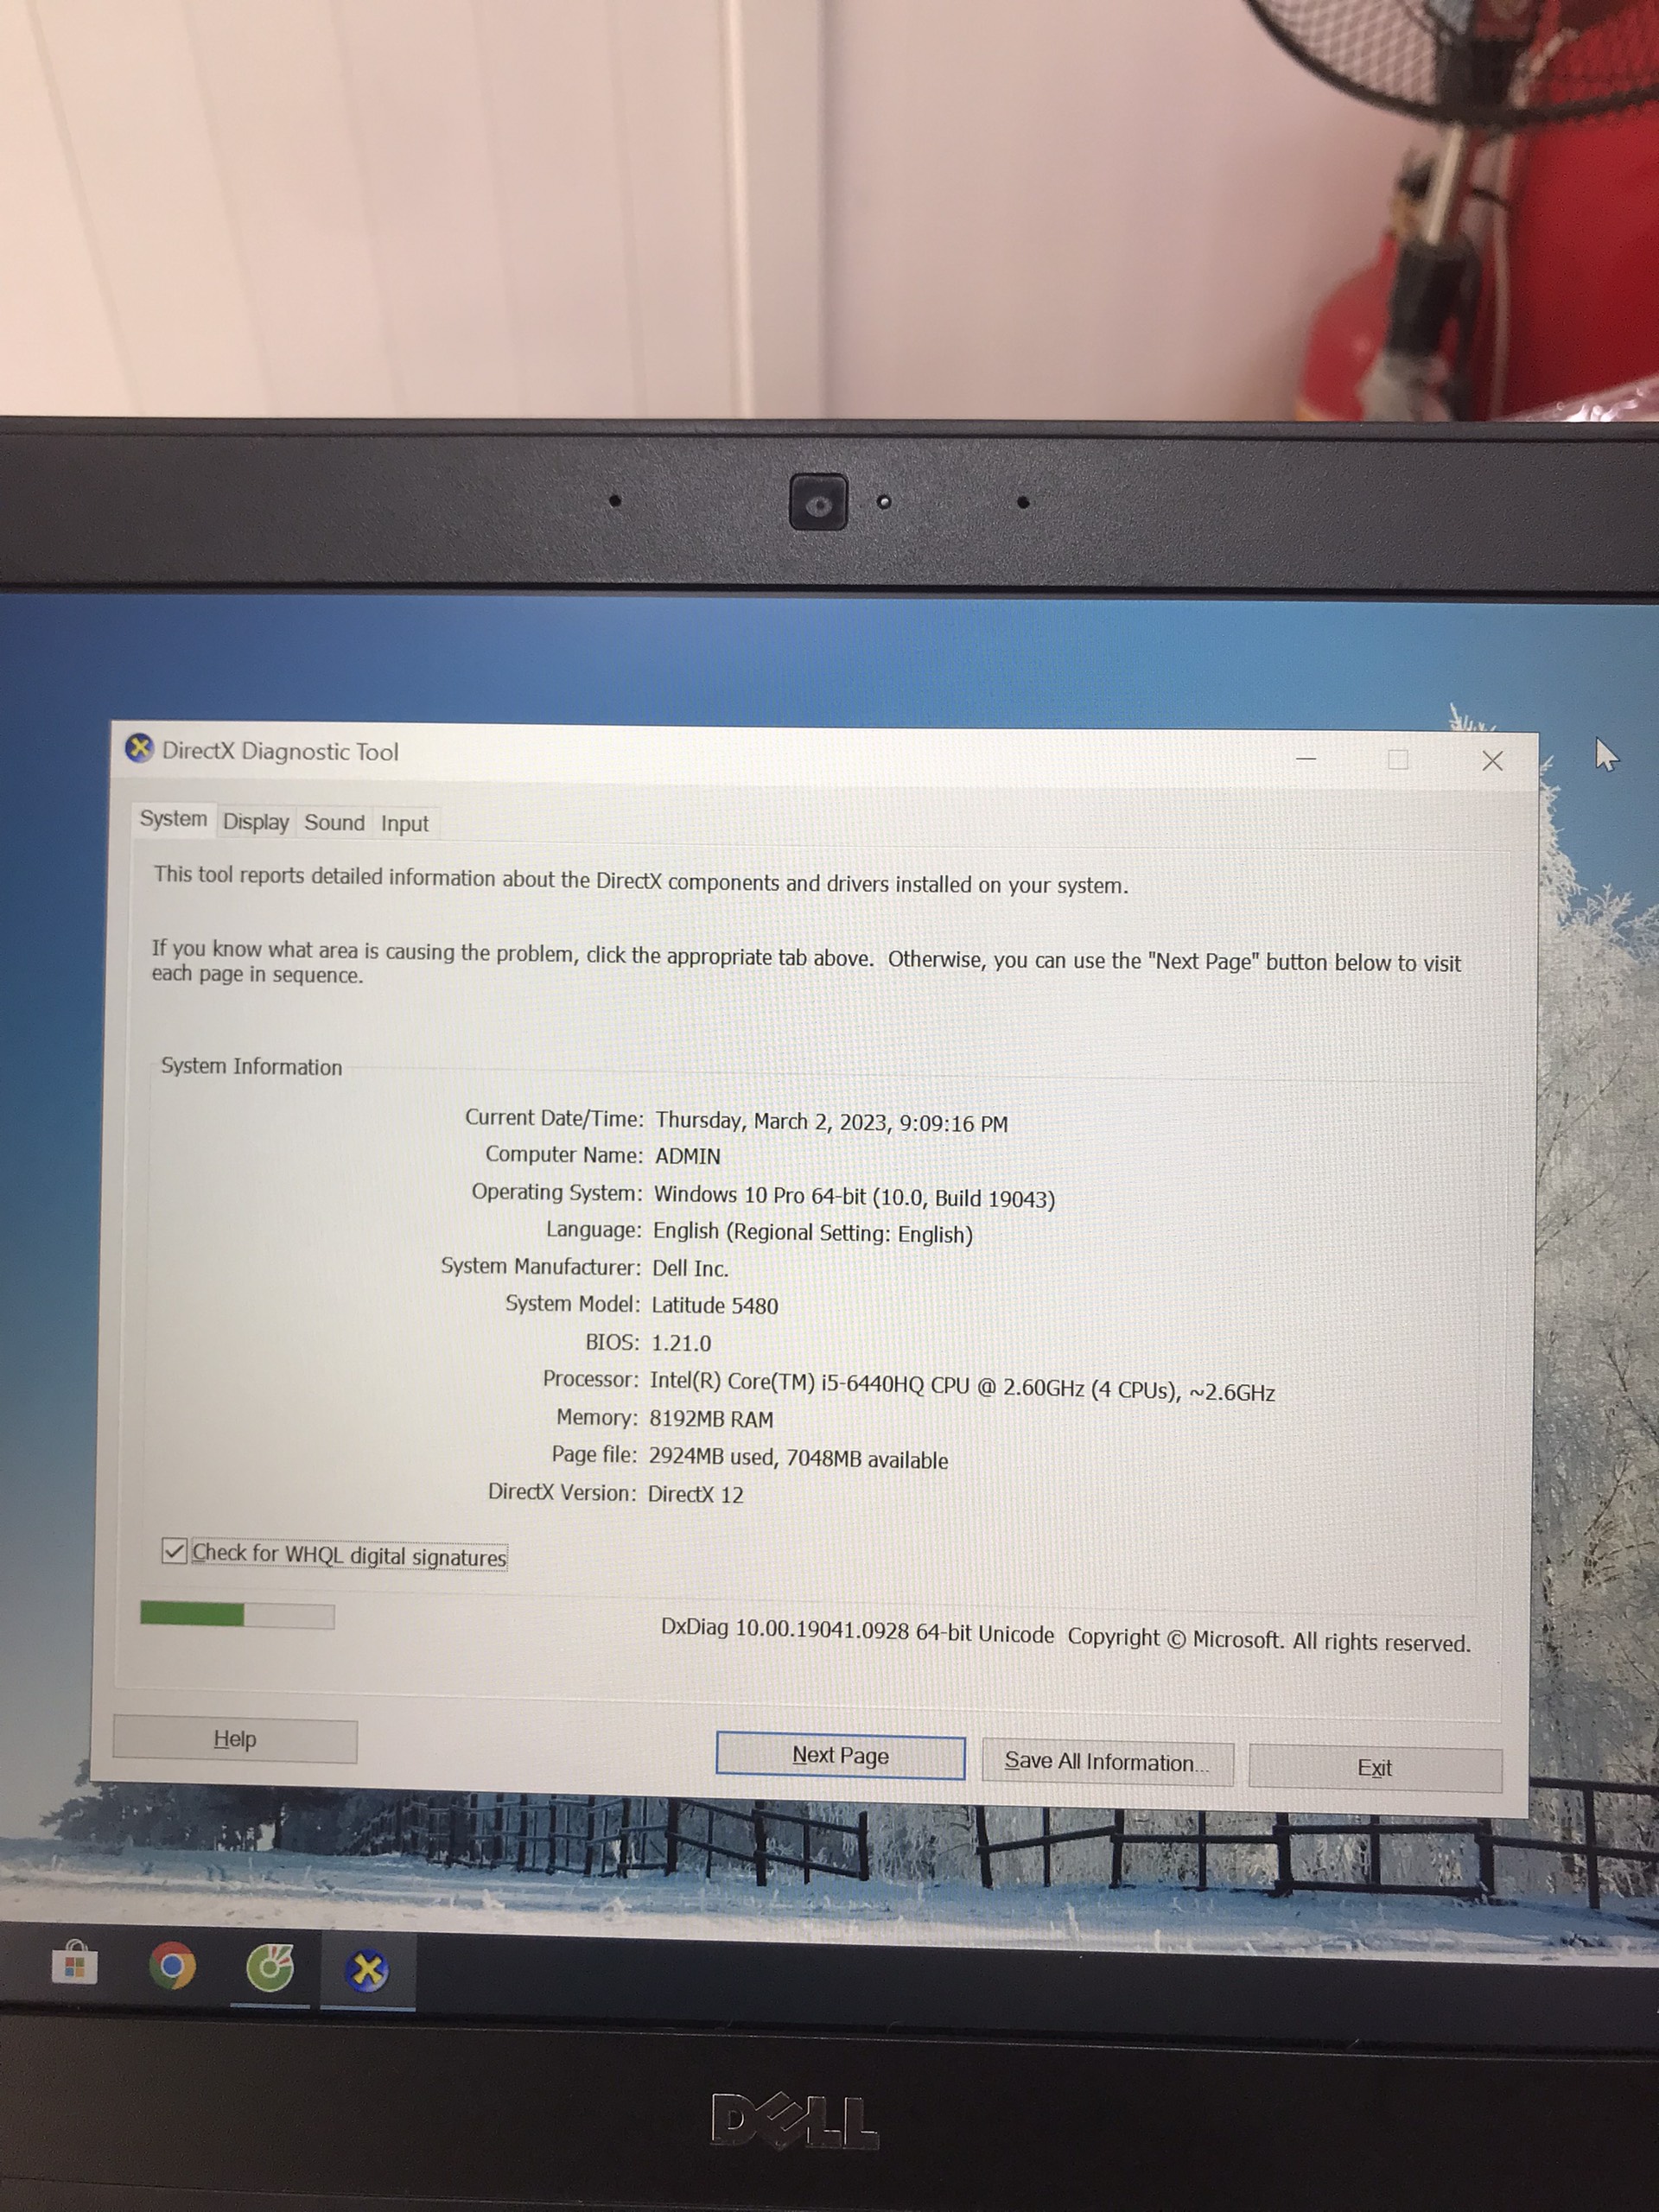 DirectX Diagnostic Tool
System Display Sound Input
This tool reports detailed information about the DirectX components and drivers installed on your system.
If you know what area is causing the problem, click the appropriate tab above. Otherwise, you can use the "Next Page" button below to visit
each page in sequence.
System Information
Current Date/Time: Thursday, March 2, 2023, 9:09:16 PM
Computer Name: ADMIN
Operating System: Windows 10 Pro 64-bit (10.0, Build 19043)
Language: English (Regional Setting: English)
System Manufacturer: Dell Inc.
System Model: Latitude 5480
BIOS: 1.21.0
Processor: Intel(R) Core(TM) i5-6440HQ CPU @ 2.60GHz (4 CPUs), ~2.6GHz
Memory: 8192MB RAM
Page file: 2924MB used, 7048MB available
DirectX Version: DirectX 12
Check for WHQL digital signatures
DxDiag 10.00.19041.0928 64-bit Unicode Copyright © Microsoft. All rights reserved.
Help Next Page Save All Information... Exit
DELL